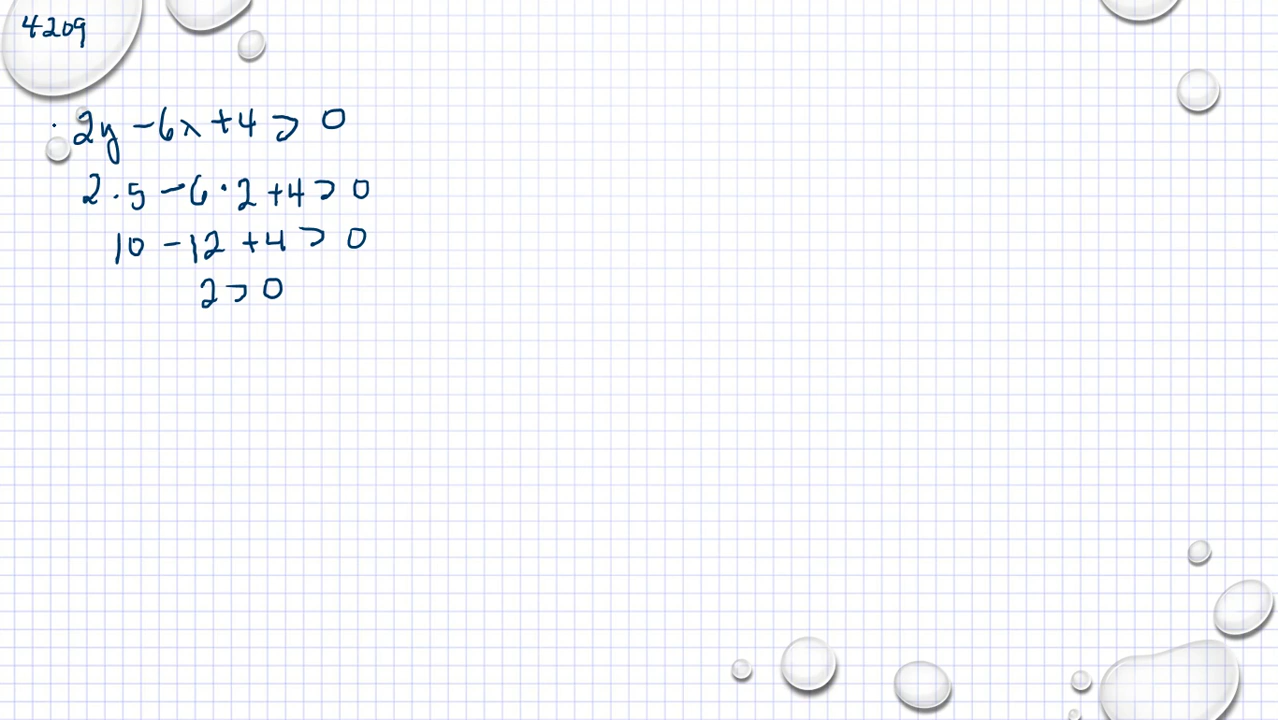 4209
2y - 6x + 4 > 0
2 · 5 - 6 · 2 + 4 > 0
10 - 12 + 4 > 0
2 > 0